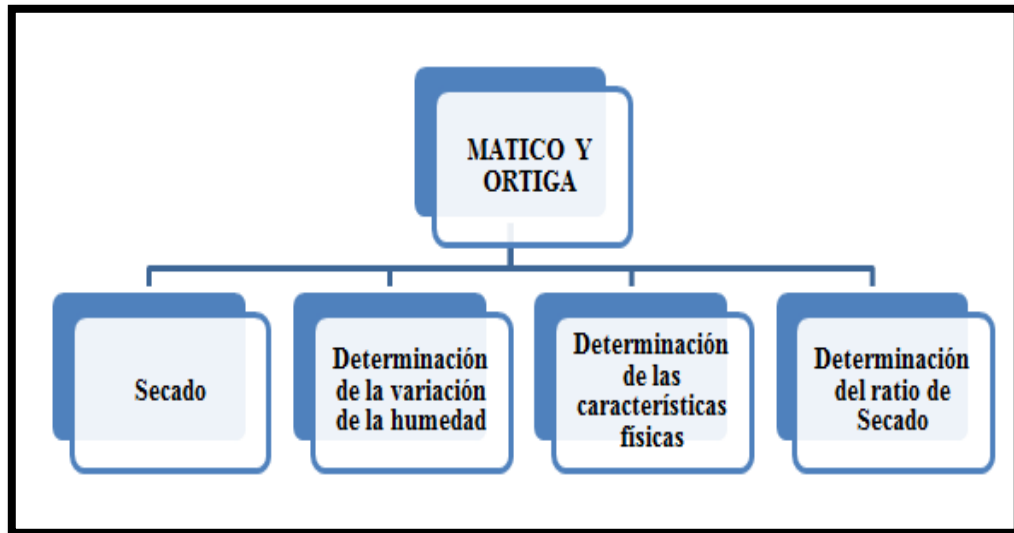 MATICO Y
ORTIGA
Secado
Determinación
de la variación
de la humedad
Determinación
de las
características
físicas
Determinación
del ratio de
Secado